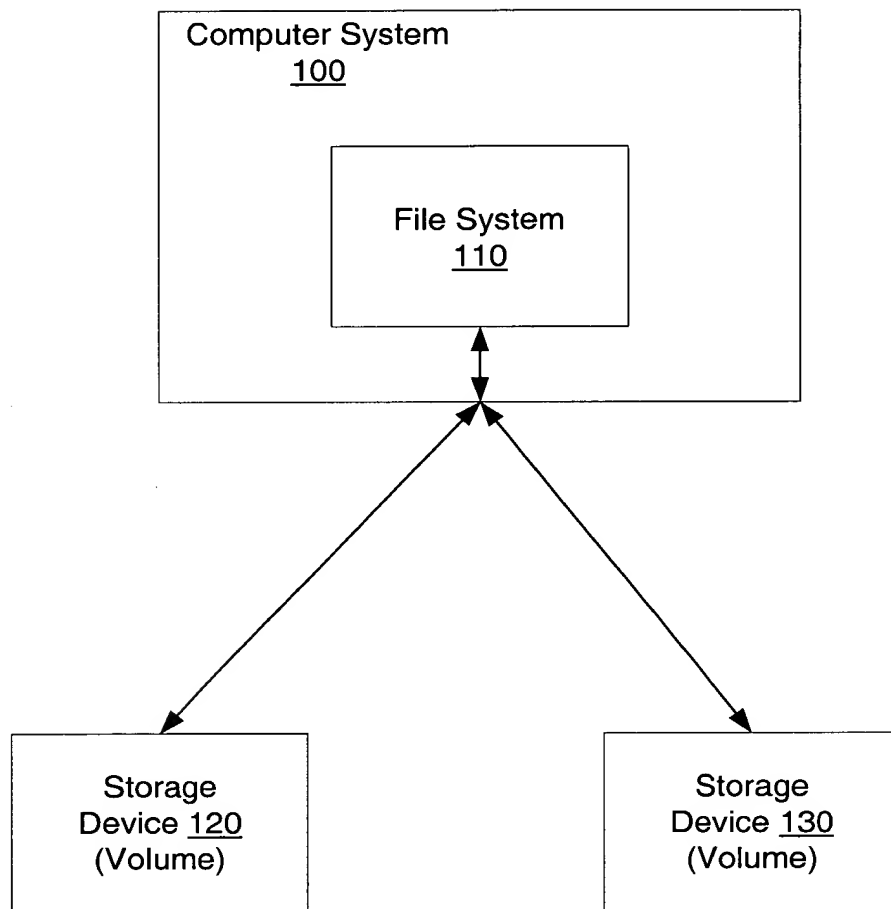 Computer System
100
File System
110
Storage
Device 120
(Volume)
Storage
Device 130
(Volume)